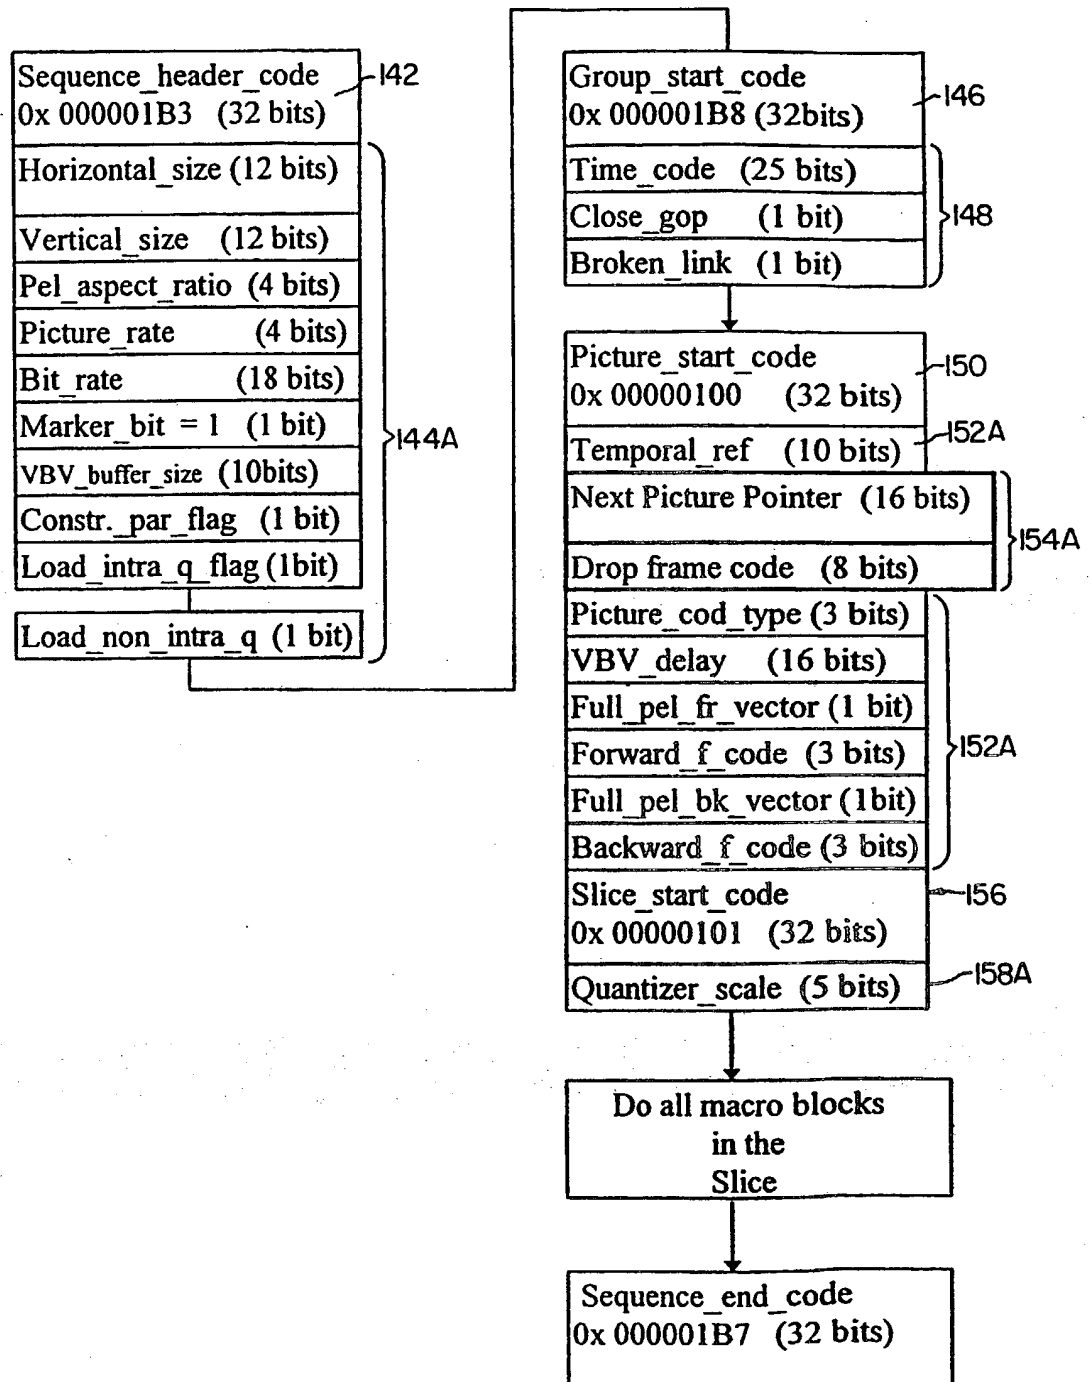 Sequence_header_code
0x 000001B3 (32 bits)
142
Horizontal_size (12 bits)
Vertical_size (12 bits)
Pel_aspect_ratio (4 bits)
Picture_rate (4 bits)
Bit_rate (18 bits)
Marker_bit = 1 (1 bit)
VBV_buffer_size (10bits)
Constr._par_flag (1 bit)
Load_intra_q_flag (1bit)
Load_non_intra_q (1 bit)
144A
Group_start_code
0x 000001B8 (32bits)
146
Time_code (25 bits)
Close_gop (1 bit)
Broken_link (1 bit)
148
Picture_start_code
0x 00000100 (32 bits)
150
Temporal_ref (10 bits)
152A
Next Picture Pointer (16 bits)
Drop frame code (8 bits)
154A
Picture_cod_type (3 bits)
VBV_delay (16 bits)
Full_pel_fr_vector (1 bit)
Forward_f_code (3 bits)
Full_pel_bk_vector (1bit)
Backward_f_code (3 bits)
152A
Slice_start_code
0x 00000101 (32 bits)
156
Quantizer_scale (5 bits)
158A
Do all macro blocks
in the
Slice
Sequence_end_code
0x 000001B7 (32 bits)